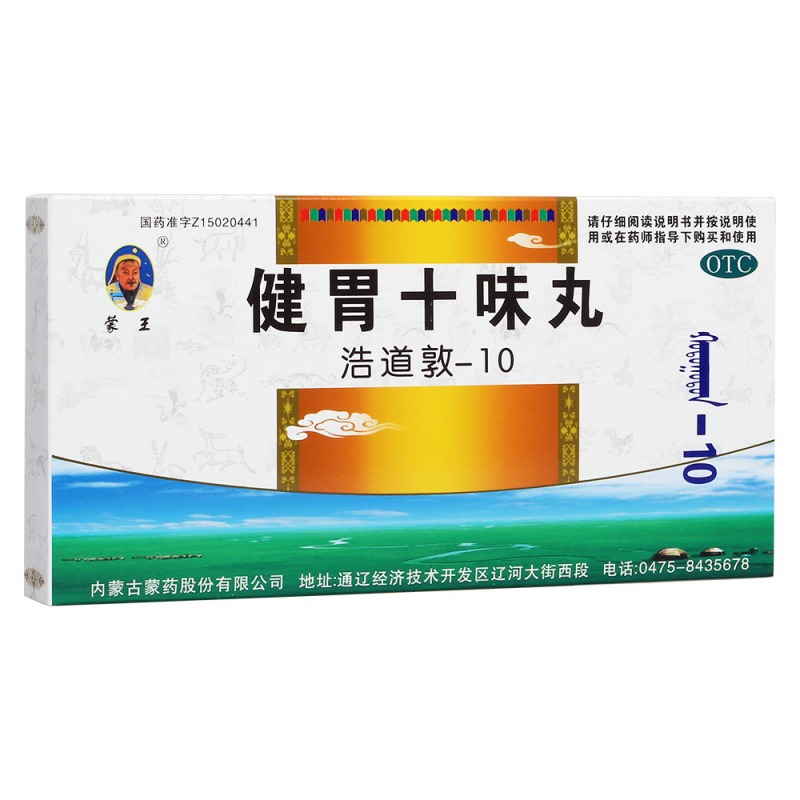 国药准字Z15020441
®
蒙王
请仔细阅读说明书并按说明使
用或在药师指导下购买和使用
OTC
健胃十味丸
浩道敦-10
-10
内蒙古蒙药股份有限公司 地址:通辽经济技术开发区辽河大街西段 电话:0475-8435678